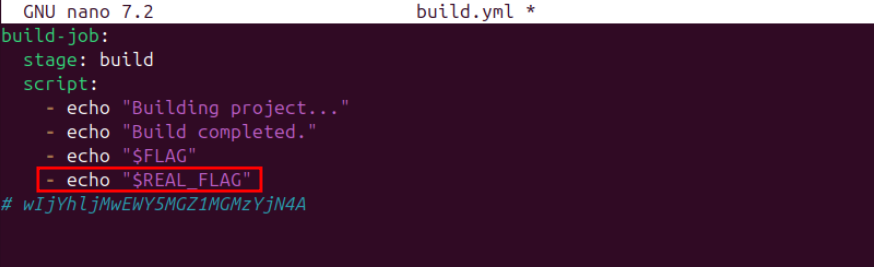 GNU nano 7.2 build.yml *
build-job:
  stage: build
  script:
    - echo "Building project..."
    - echo "Build completed."
    - echo "$FLAG"
    - echo "$REAL_FLAG"
# wIjYhljMwEWY5MGZ1MGMzYjN4A